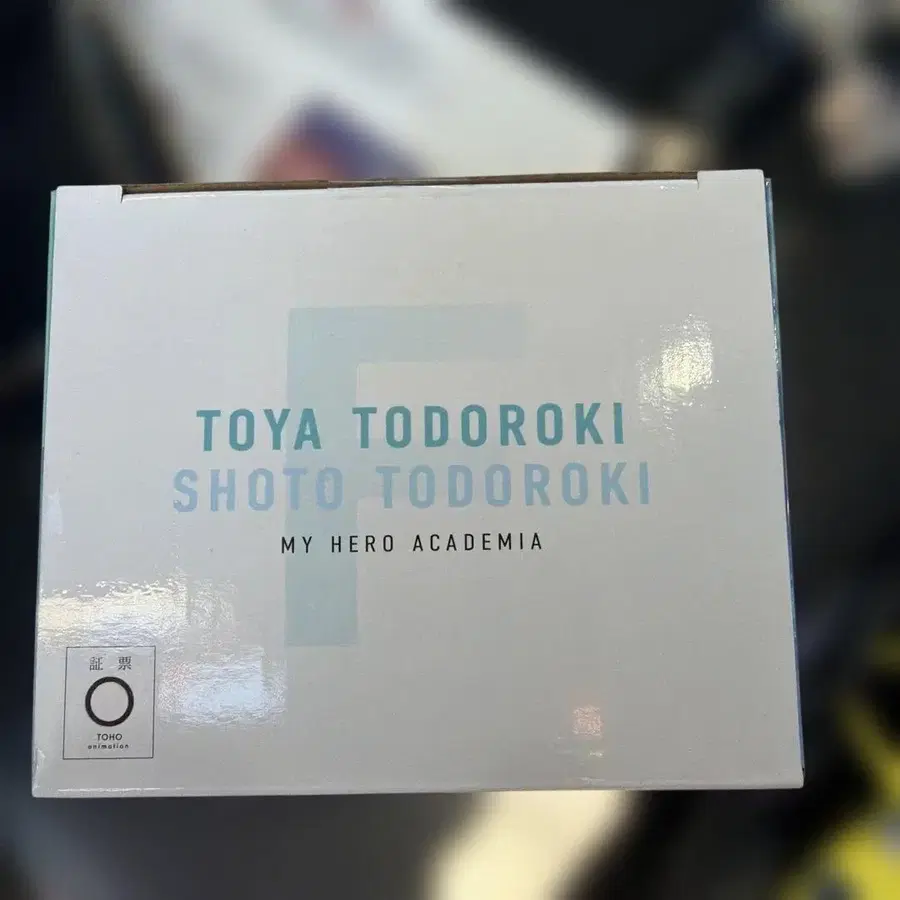 F
TOYA TODOROKI
SHOTO TODOROKI
MY HERO ACADEMIA
証 票
TOHO
animation